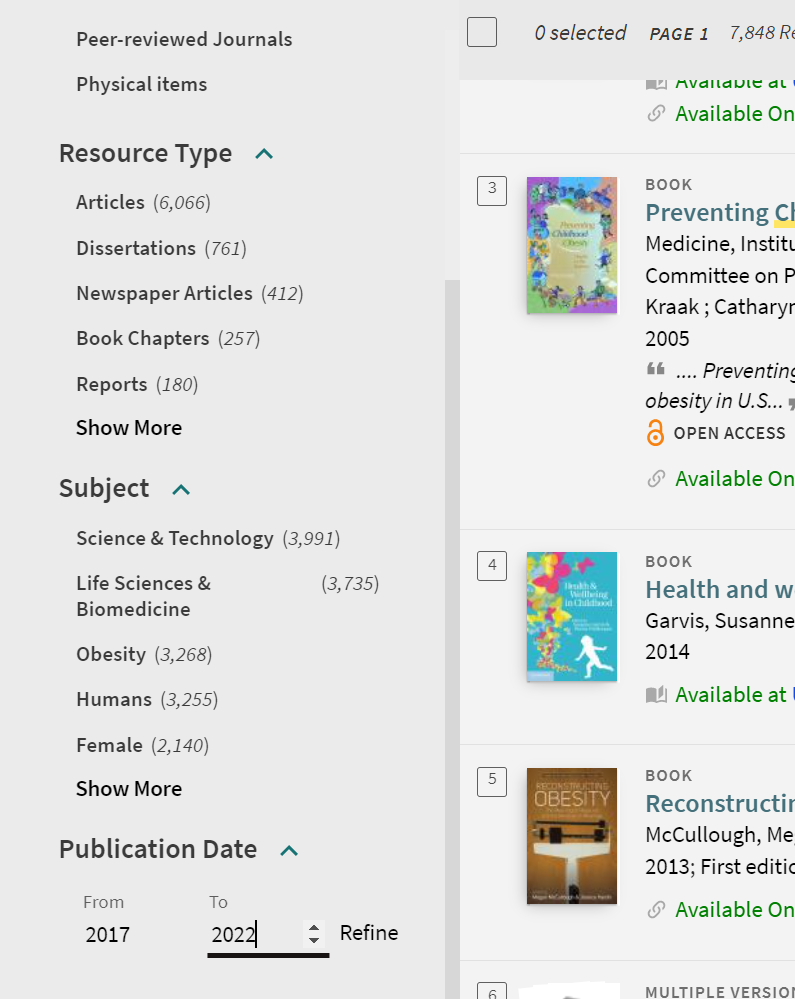 Peer-reviewed Journals
Physical items
Resource Type
Articles (6,066)
Dissertations (761)
Newspaper Articles (412)
Book Chapters (257)
Reports (180)
Show More
Subject
Science & Technology (3,991)
Life Sciences & (3,735)
Biomedicine
Obesity (3,268)
Humans (3,255)
Female (2,140)
Show More
Publication Date
From To
2017 2022 Refine
0 selected PAGE 1 7,848 Re
Available at
Available On
3
BOOK
Preventing Ch
Medicine, Institu
Committee on P
Kraak ; Catharyn
2005
“ .... Preventing
obesity in U.S...
OPEN ACCESS
Available On
Preventing
Childhood
Obesity
4
BOOK
Health and w
Garvis, Susanne
2014
Available at
Health &
Wellbeing
in Childhood
5
BOOK
Reconstructin
McCullough, Meg
2013; First editio
Available On
RECONSTRUCTING
OBESITY
6
MULTIPLE VERSION